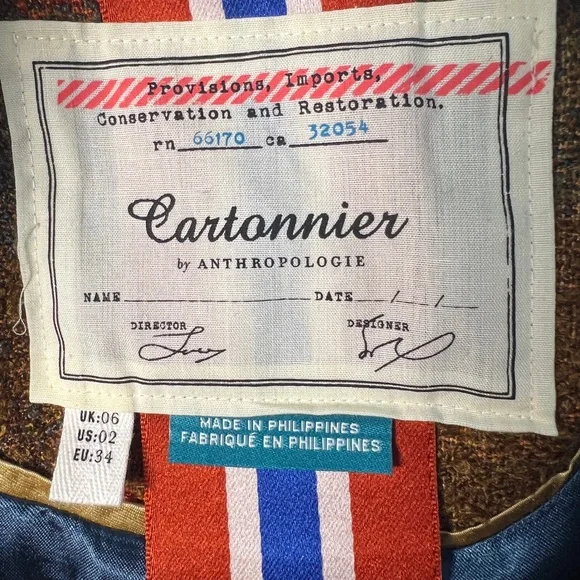 Provisions, Imports,
Conservation and Restoration.
rn 66170 ca 32054
Cartonnier
by ANTHROPOLOGIE
NAME DATE / /
DIRECTOR DESIGNER
UK:06
US:02
EU:34
MADE IN PHILIPPINES
FABRIQUÉ EN PHILIPPINES